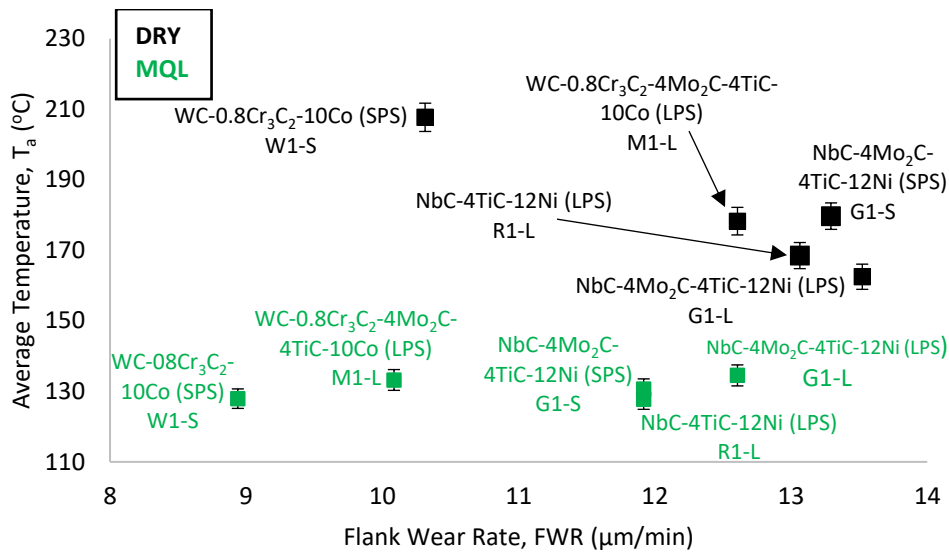 DRY
MQL
230
210
190
170
150
130
110
Average Temperature, Tₐ (ºC)
WC-0.8Cr₃C₂-10Co (SPS)
W1-S
WC-0.8Cr₃C₂-4Mo₂C-4TiC-
10Co (LPS)
M1-L
NbC-4Mo₂C-
4TiC-12Ni (SPS)
G1-S
NbC-4TiC-12Ni (LPS)
R1-L
NbC-4Mo₂C-4TiC-12Ni (LPS)
G1-L
WC-08Cr₃C₂-
10Co (SPS)
W1-S
WC-0.8Cr₃C₂-4Mo₂C-
4TiC-10Co (LPS)
M1-L
NbC-4Mo₂C-
4TiC-12Ni (SPS)
G1-S
NbC-4Mo₂C-4TiC-12Ni (LPS)
G1-L
NbC-4TiC-12Ni (LPS)
R1-L
8 9 10 11 12 13 14
Flank Wear Rate, FWR (µm/min)